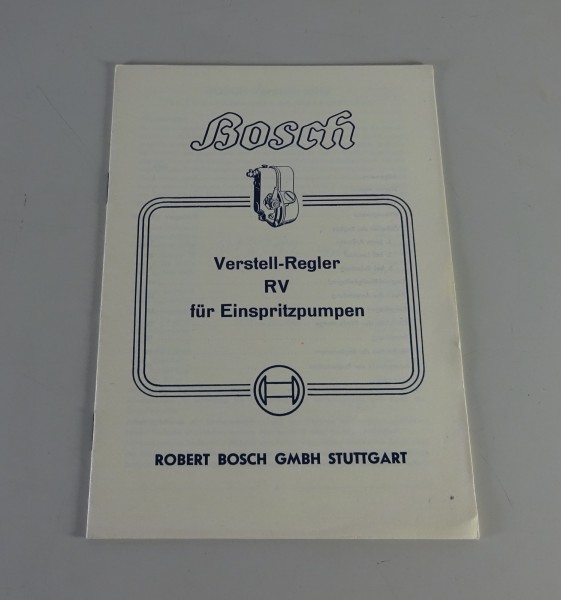 Bosch
Verstell-Regler
RV
für Einspritzpumpen
ROBERT BOSCH GMBH STUTTGART